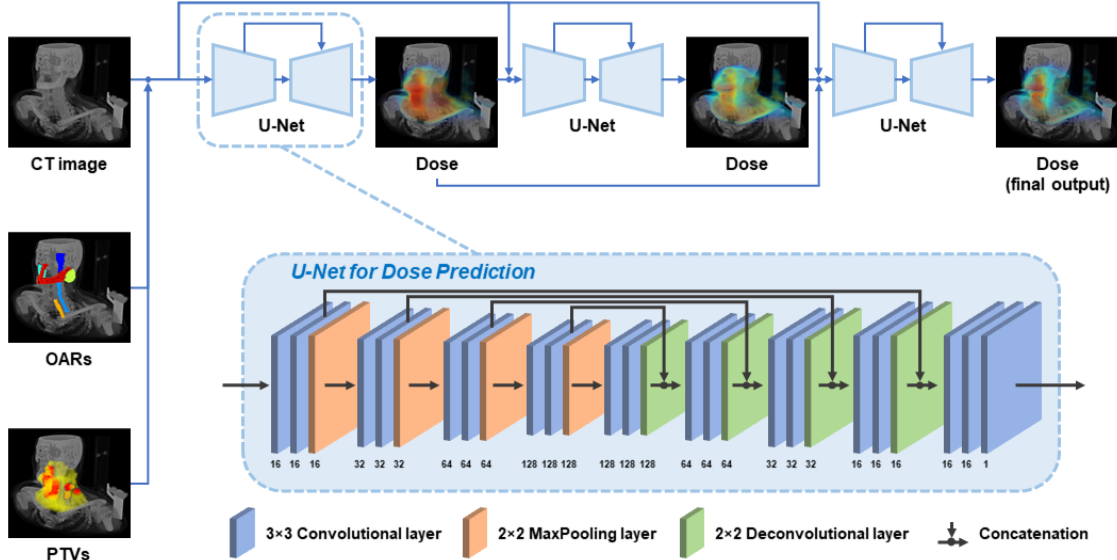 U-Net
U-Net
U-Net
CT image
Dose
Dose
Dose
(final output)
OARs
PTVs
U-Net for Dose Prediction
16 16 16 32 32 32 64 64 64 128 128 128 128 128 128 64 64 64 32 32 32 16 16 16 16 16 1
3×3 Convolutional layer 2×2 MaxPooling layer 2×2 Deconvolutional layer Concatenation